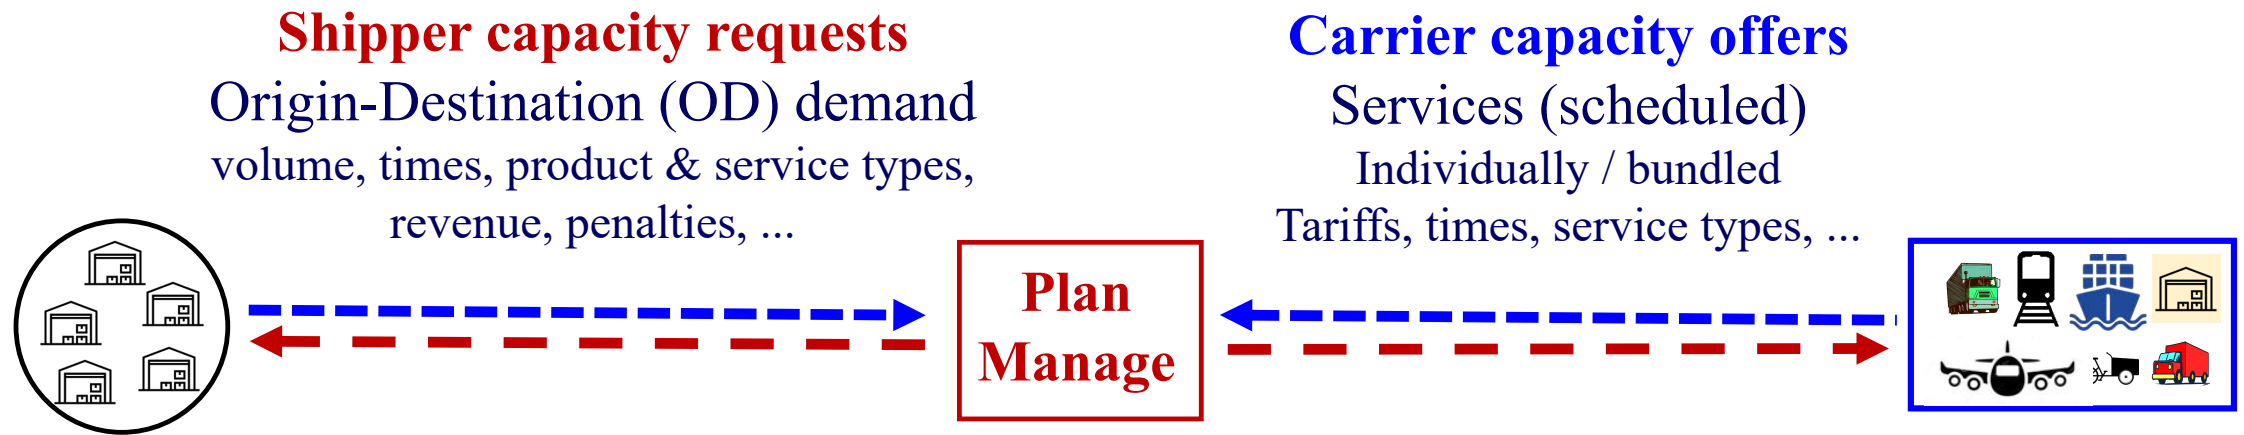 Shipper capacity requests
Origin-Destination (OD) demand
volume, times, product & service types,
revenue, penalties, ...
Carrier capacity offers
Services (scheduled)
Individually / bundled
Tariffs, times, service types, ...
Plan
Manage